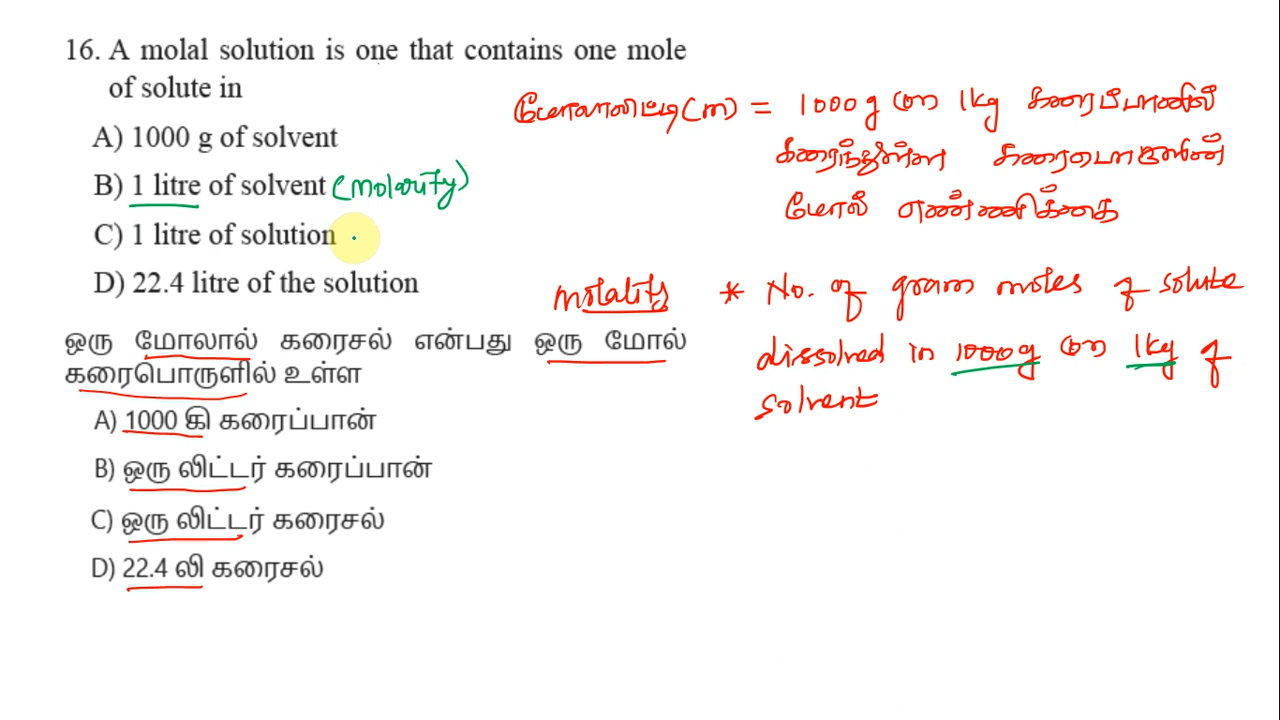 16. A molal solution is one that contains one mole
of solute in
A) 1000 g of solvent
B) 1 litre of solvent (molarity)
C) 1 litre of solution
D) 22.4 litre of the solution
ஒரு மோலால் கரைசல் என்பது ஒரு மோல்
கரைபொருளில் உள்ள
A) 1000 கி கரைப்பான்
B) ஒரு லிட்டர் கரைப்பான்
C) ஒரு லிட்டர் கரைசல்
D) 22.4 லி கரைசல்
மோலாலிட்டி (m) = 1000g (or) 1kg கரைப்பானில்
கரைந்துள்ள கரைபொருளின்
மோல் எண்ணிக்கை
molality * No. of gram moles of solute
dissolved in 1000g (or) 1kg of
solvent